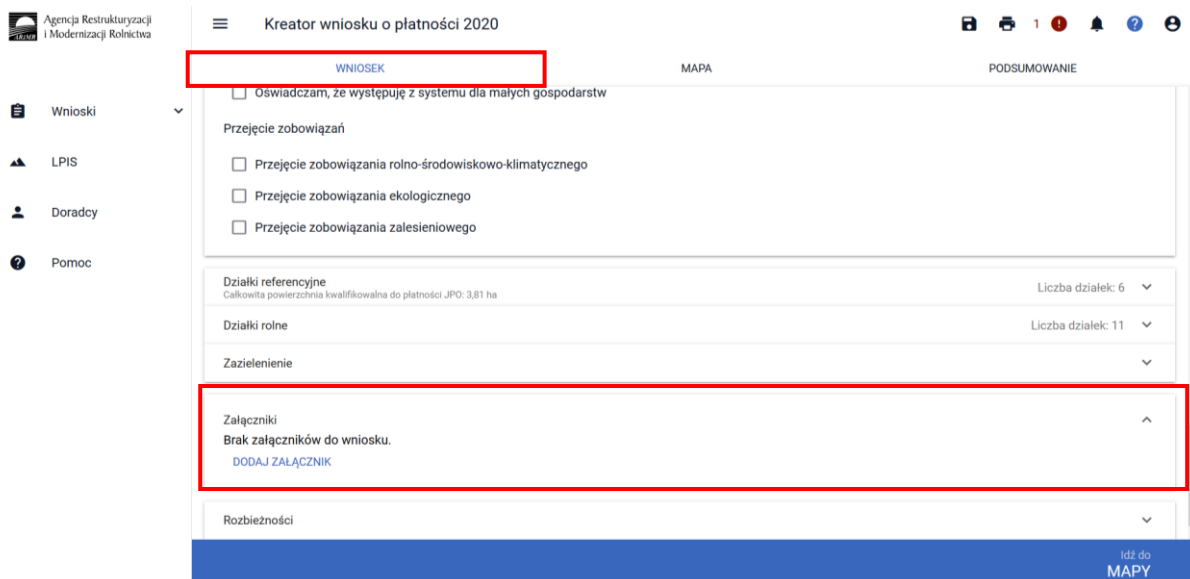 Agencja Restrukturyzacji
i Modernizacji Rolnictwa
ARiMR
Kreator wniosku o płatności 2020
1
WNIOSEK
MAPA
PODSUMOWANIE
Wnioski
LPIS
Doradcy
Pomoc
Oświadczam, że występuję z systemu dla małych gospodarstw
Przejęcie zobowiązań
Przejęcie zobowiązania rolno-środowiskowo-klimatycznego
Przejęcie zobowiązania ekologicznego
Przejęcie zobowiązania zalesieniowego
Działki referencyjne
Całkowita powierzchnia kwalifikowalna do płatności JPO: 3,81 ha
Liczba działek: 6
Działki rolne
Liczba działek: 11
Zazielenienie
Załączniki
Brak załączników do wniosku.
DODAJ ZAŁĄCZNIK
Rozbieżności
Idź do
MAPY